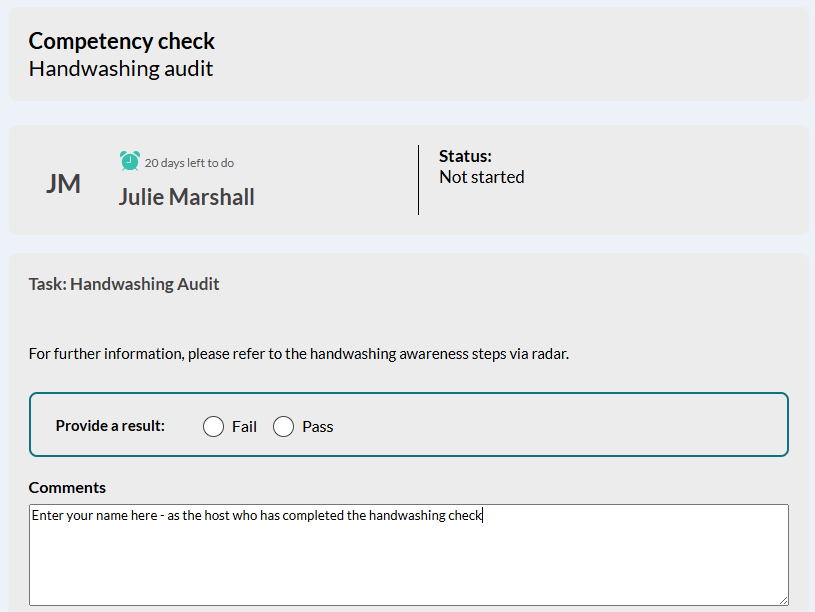 Competency check
Handwashing audit
20 days left to do
JM
Julie Marshall
Status:
Not started
Task: Handwashing Audit
For further information, please refer to the handwashing awareness steps via radar.
Provide a result: Fail Pass
Comments
Enter your name here - as the host who has completed the handwashing check